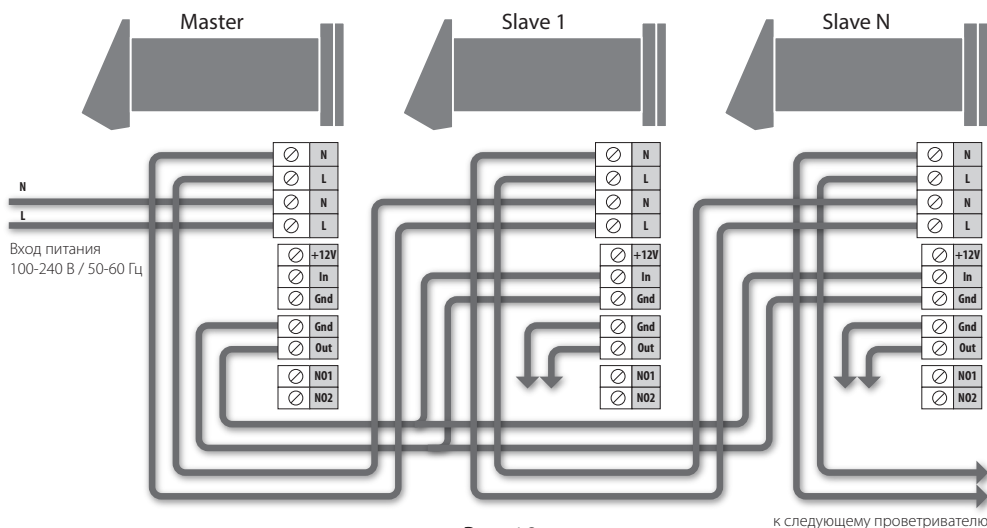 Master
Slave 1
Slave N
N
L
N
L
N
L
Вход питания
100-240 В / 50-60 Гц
+12V
In
Gnd
Gnd
Out
NO1
NO2
N
L
N
L
+12V
In
Gnd
Gnd
Out
NO1
NO2
N
L
N
L
+12V
In
Gnd
Gnd
Out
NO1
NO2
к следующему проветривателю